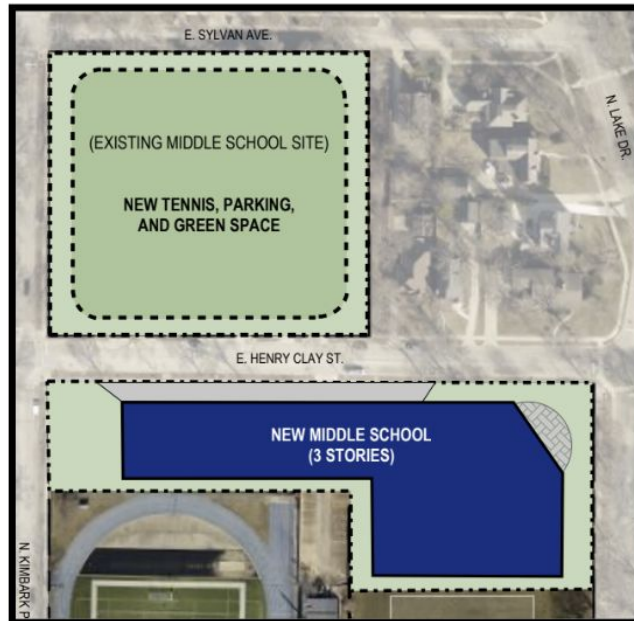 E. SYLVAN AVE.
N. LAKE DR.
(EXISTING MIDDLE SCHOOL SITE)
NEW TENNIS, PARKING,
AND GREEN SPACE
E. HENRY CLAY ST.
NEW MIDDLE SCHOOL
(3 STORIES)
N. KIMBARK P